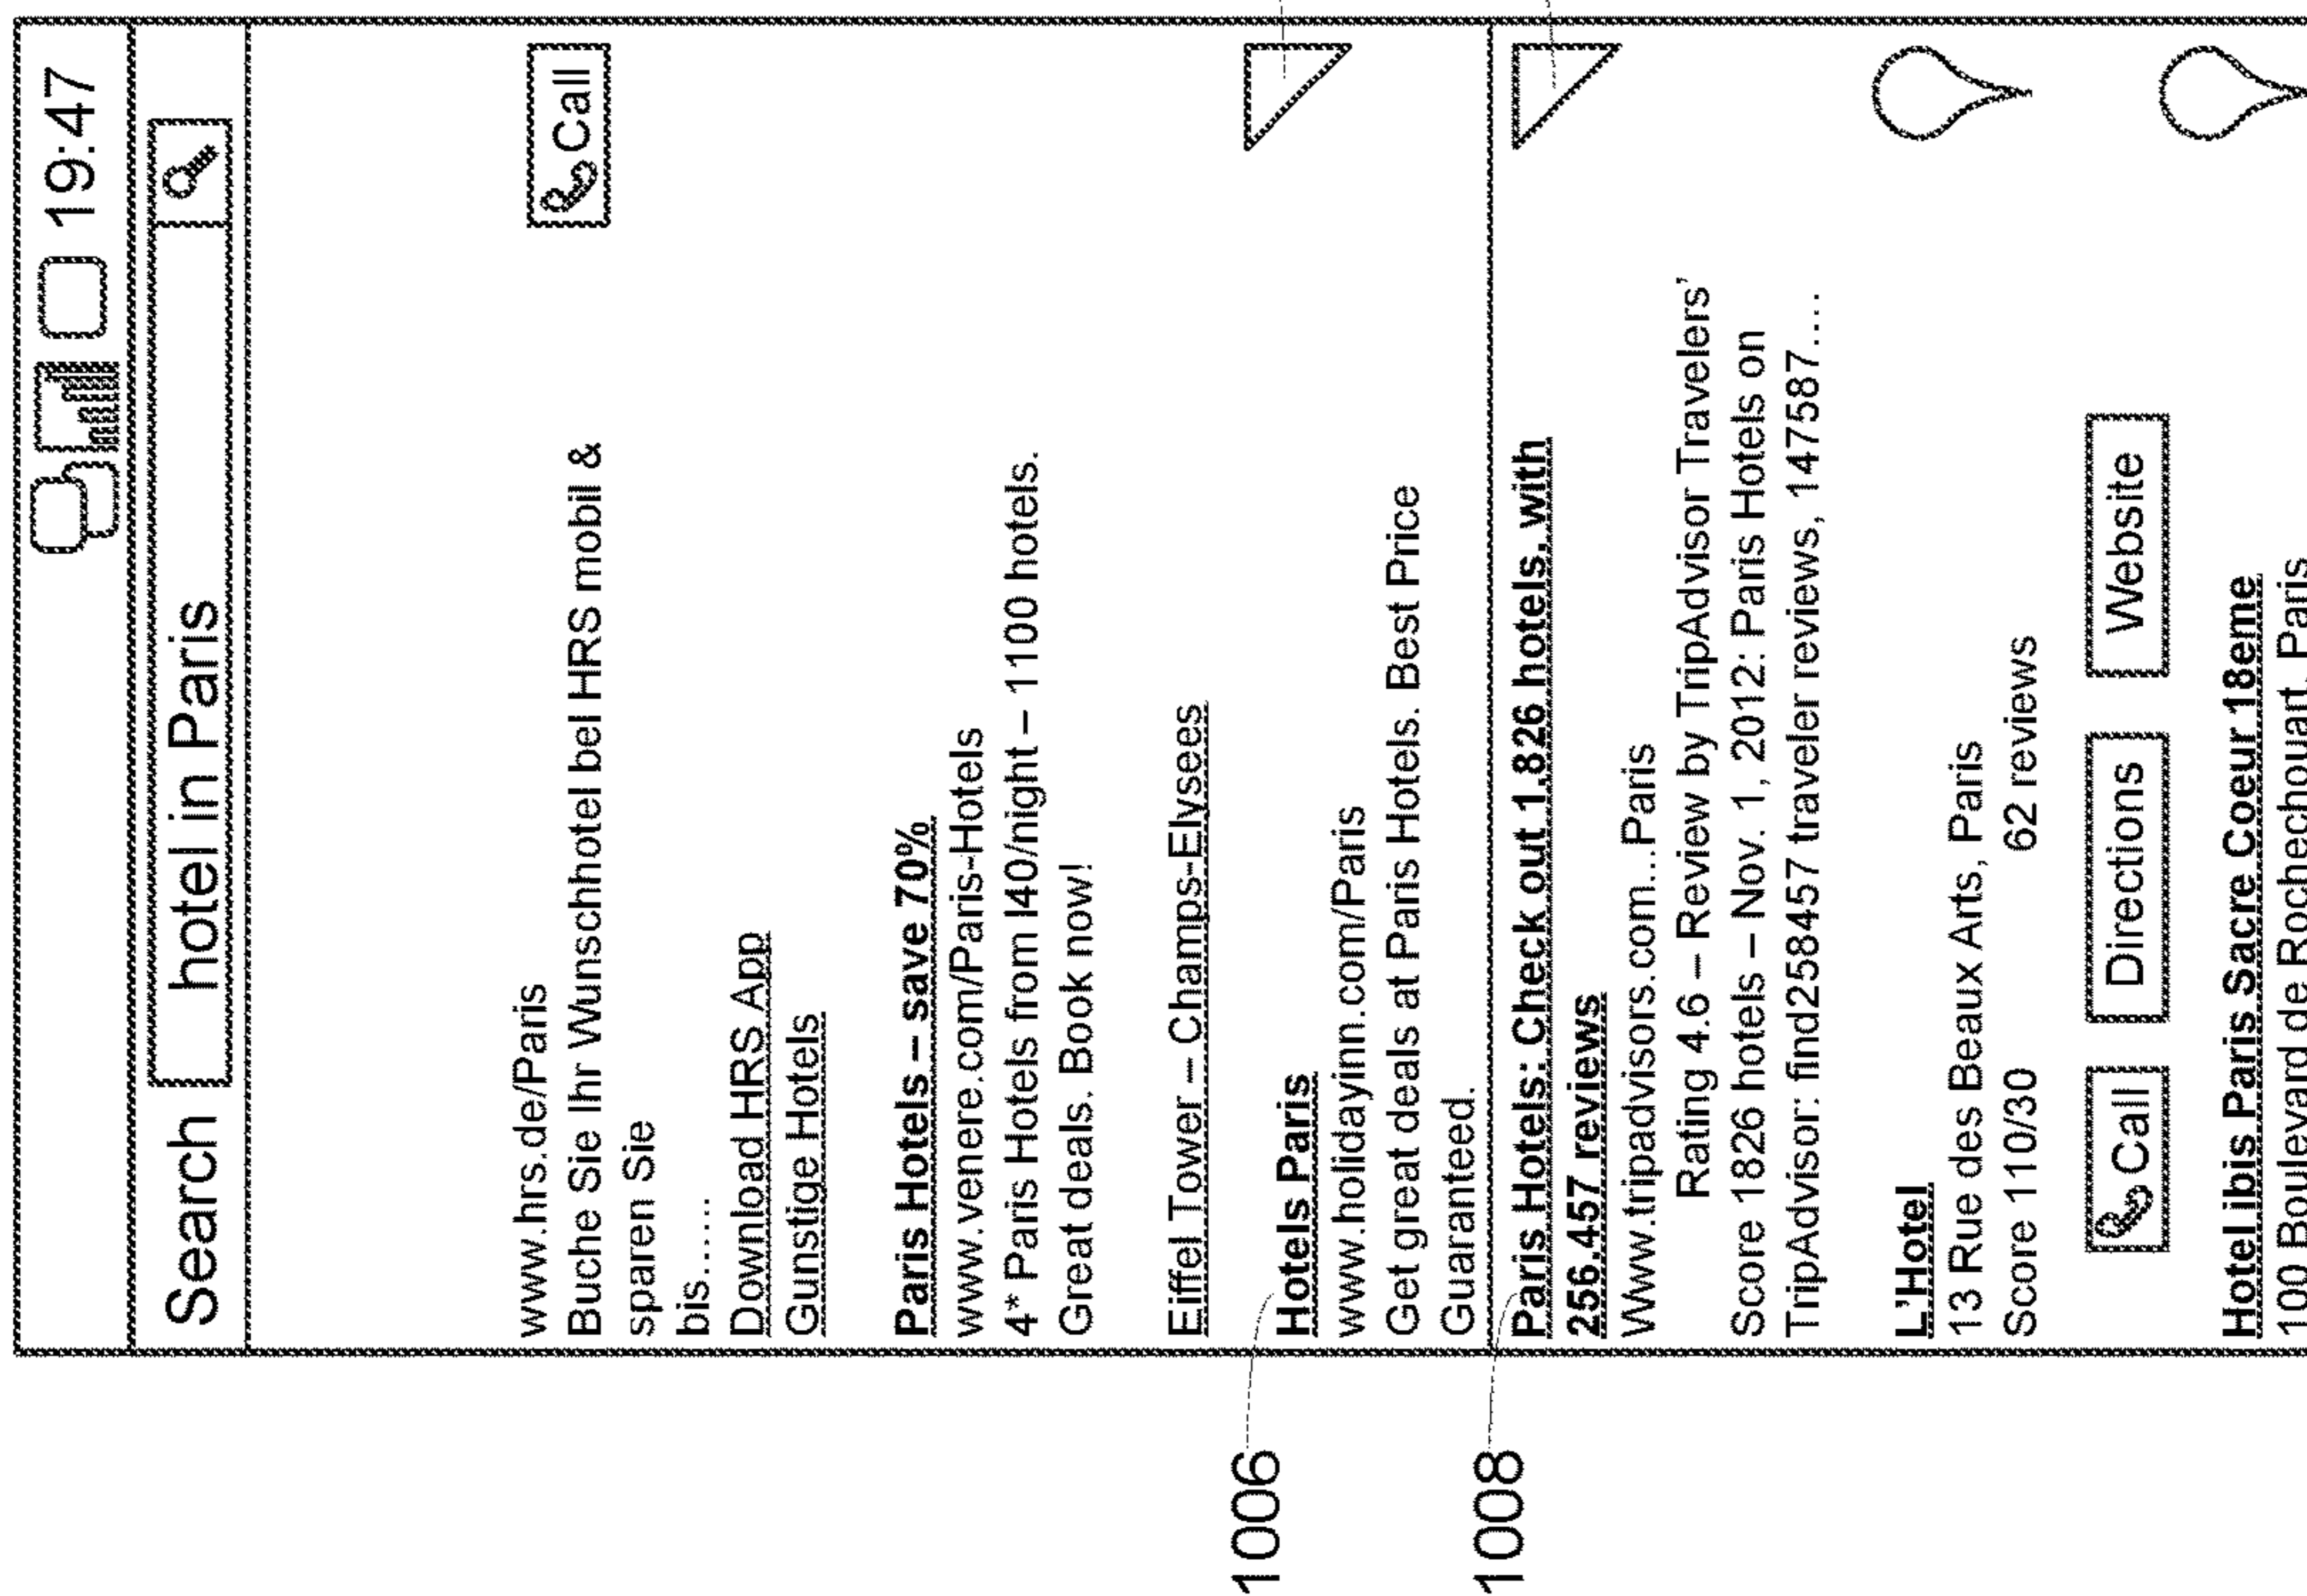 19:47
Search hotel in Paris
www.hrs.de/Paris
Buche Sie Ihr Wunschhotel bel HRS mobil &
sparen Sie
bis......
Call
Download HRS App
Gunstige Hotels
Paris Hotels – save 70%
www.venere.com/Paris-Hotels
4* Paris Hotels from I40/night – 1100 hotels.
Great deals. Book now!
Eiffel Tower – Champs-Elysees
1006
Hotels Paris
www.holidayinn.com/Paris
Get great deals at Paris Hotels. Best Price
Guaranteed.
1008
Paris Hotels: Check out 1.826 hotels. with
256.457 reviews
Www.tripadvisors.com...Paris
Rating 4.6 – Review by TripAdvisor Travelers'
Score 1826 hotels – Nov. 1, 2012: Paris Hotels on
TripAdvisor: find258457 traveler reviews, 147587....
L'Hotel
13 Rue des Beaux Arts, Paris
Score 110/30 62 reviews
Call Directions Website
Hotel ibis Paris Sacre Coeur 18eme
100 Boulevard de Rochechouart, Paris